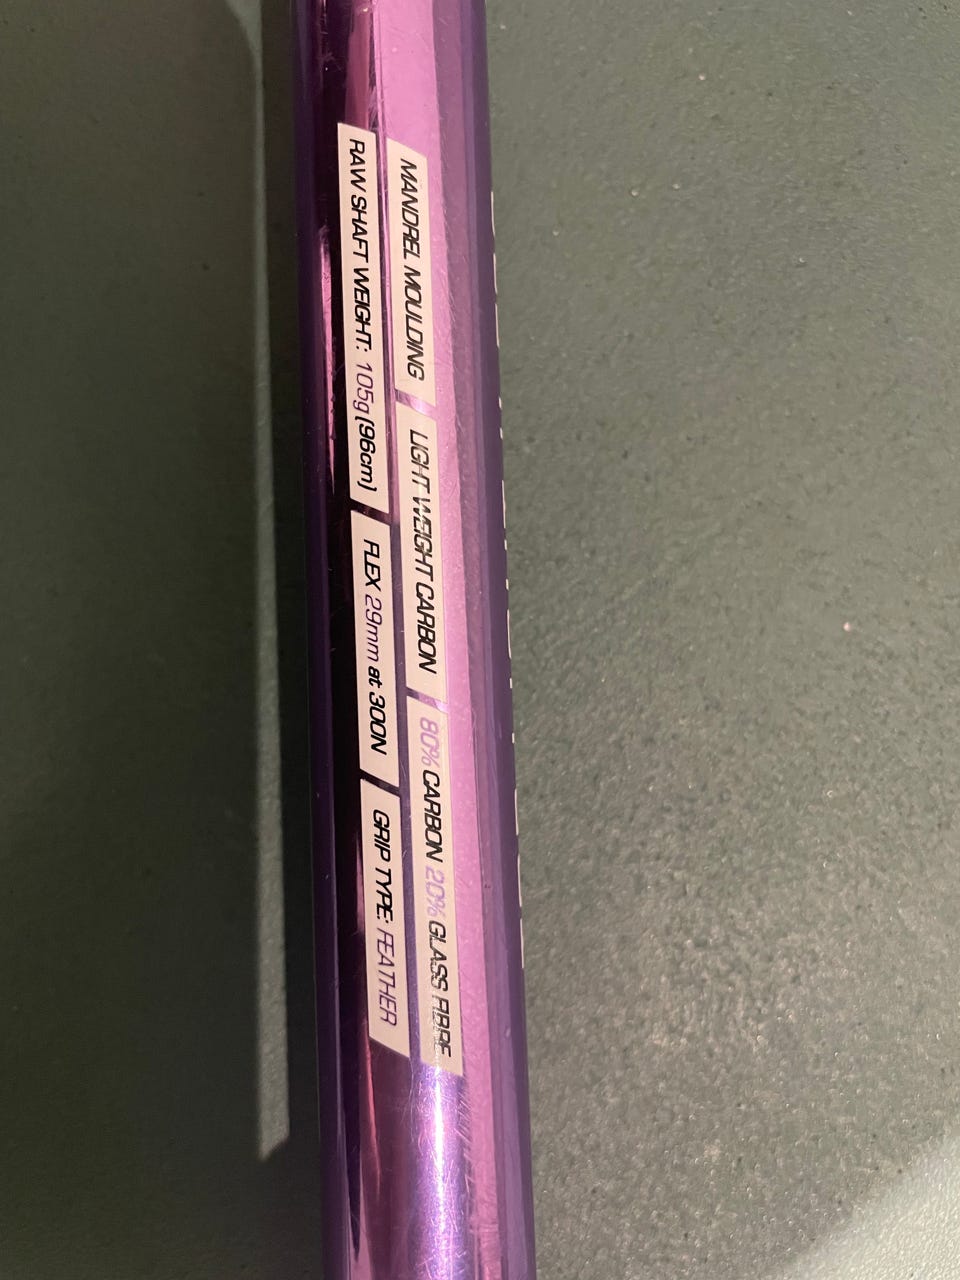 MANDREL MOULDING LIGHT WEIGHT CARBON 80% CARBON 20% GLASS FIBRE
RAW SHAFT WEIGHT: 105g (96cm) FLEX 29mm at 300N GRIP TYPE: FEATHER